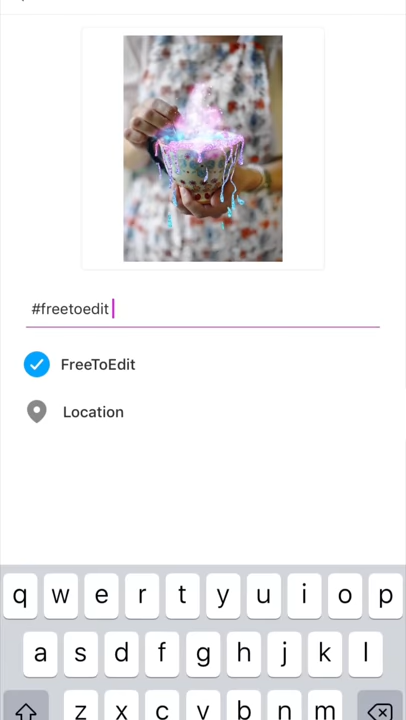 #freetoedit
FreeToEdit
Location
q w e r t y u i o p
a s d f g h j k l
z x c v b n m